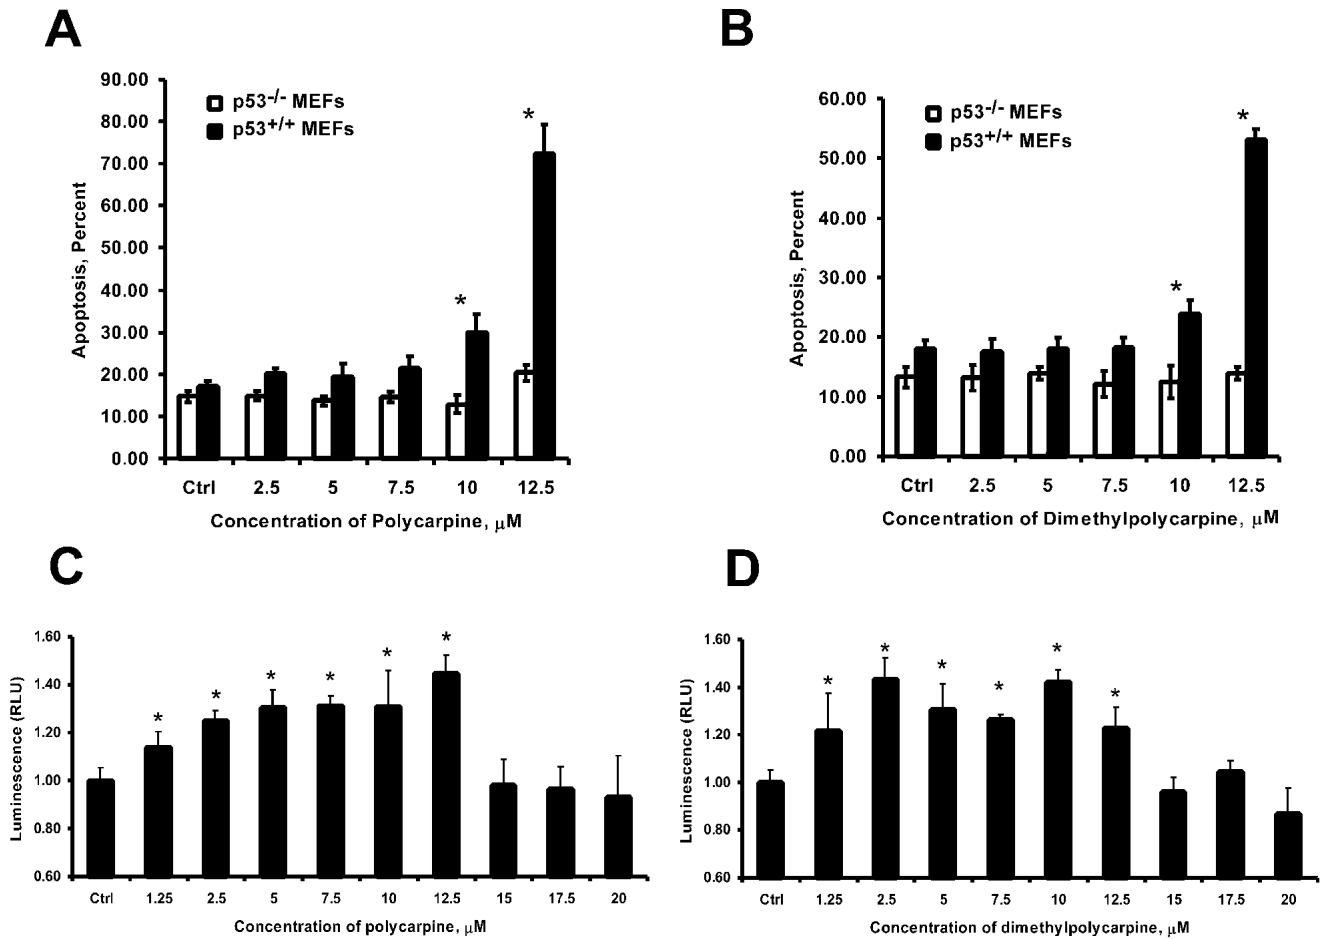 A
90.00
80.00
70.00
60.00
50.00
40.00
30.00
20.00
10.00
0.00
Apoptosis, Percent
p53-/- MEFs
p53+/+ MEFs
*
*
Ctrl 2.5 5 7.5 10 12.5
Concentration of Polycarpine, μM
B
60.00
50.00
40.00
30.00
20.00
10.00
0.00
Apoptosis, Percent
p53-/- MEFs
p53+/+ MEFs
*
*
Ctrl 2.5 5 7.5 10 12.5
Concentration of Dimethylpolycarpine, μM
C
1.60
1.40
1.20
1.00
0.80
0.60
Luminescence (RLU)
* * * * * *
Ctrl 1.25 2.5 5 7.5 10 12.5 15 17.5 20
Concentration of polycarpine, μM
D
1.60
1.40
1.20
1.00
0.80
0.60
Luminescence (RLU)
* * * * * *
Ctrl 1.25 2.5 5 7.5 10 12.5 15 17.5 20
Concentration of dimethylpolycarpine, μM